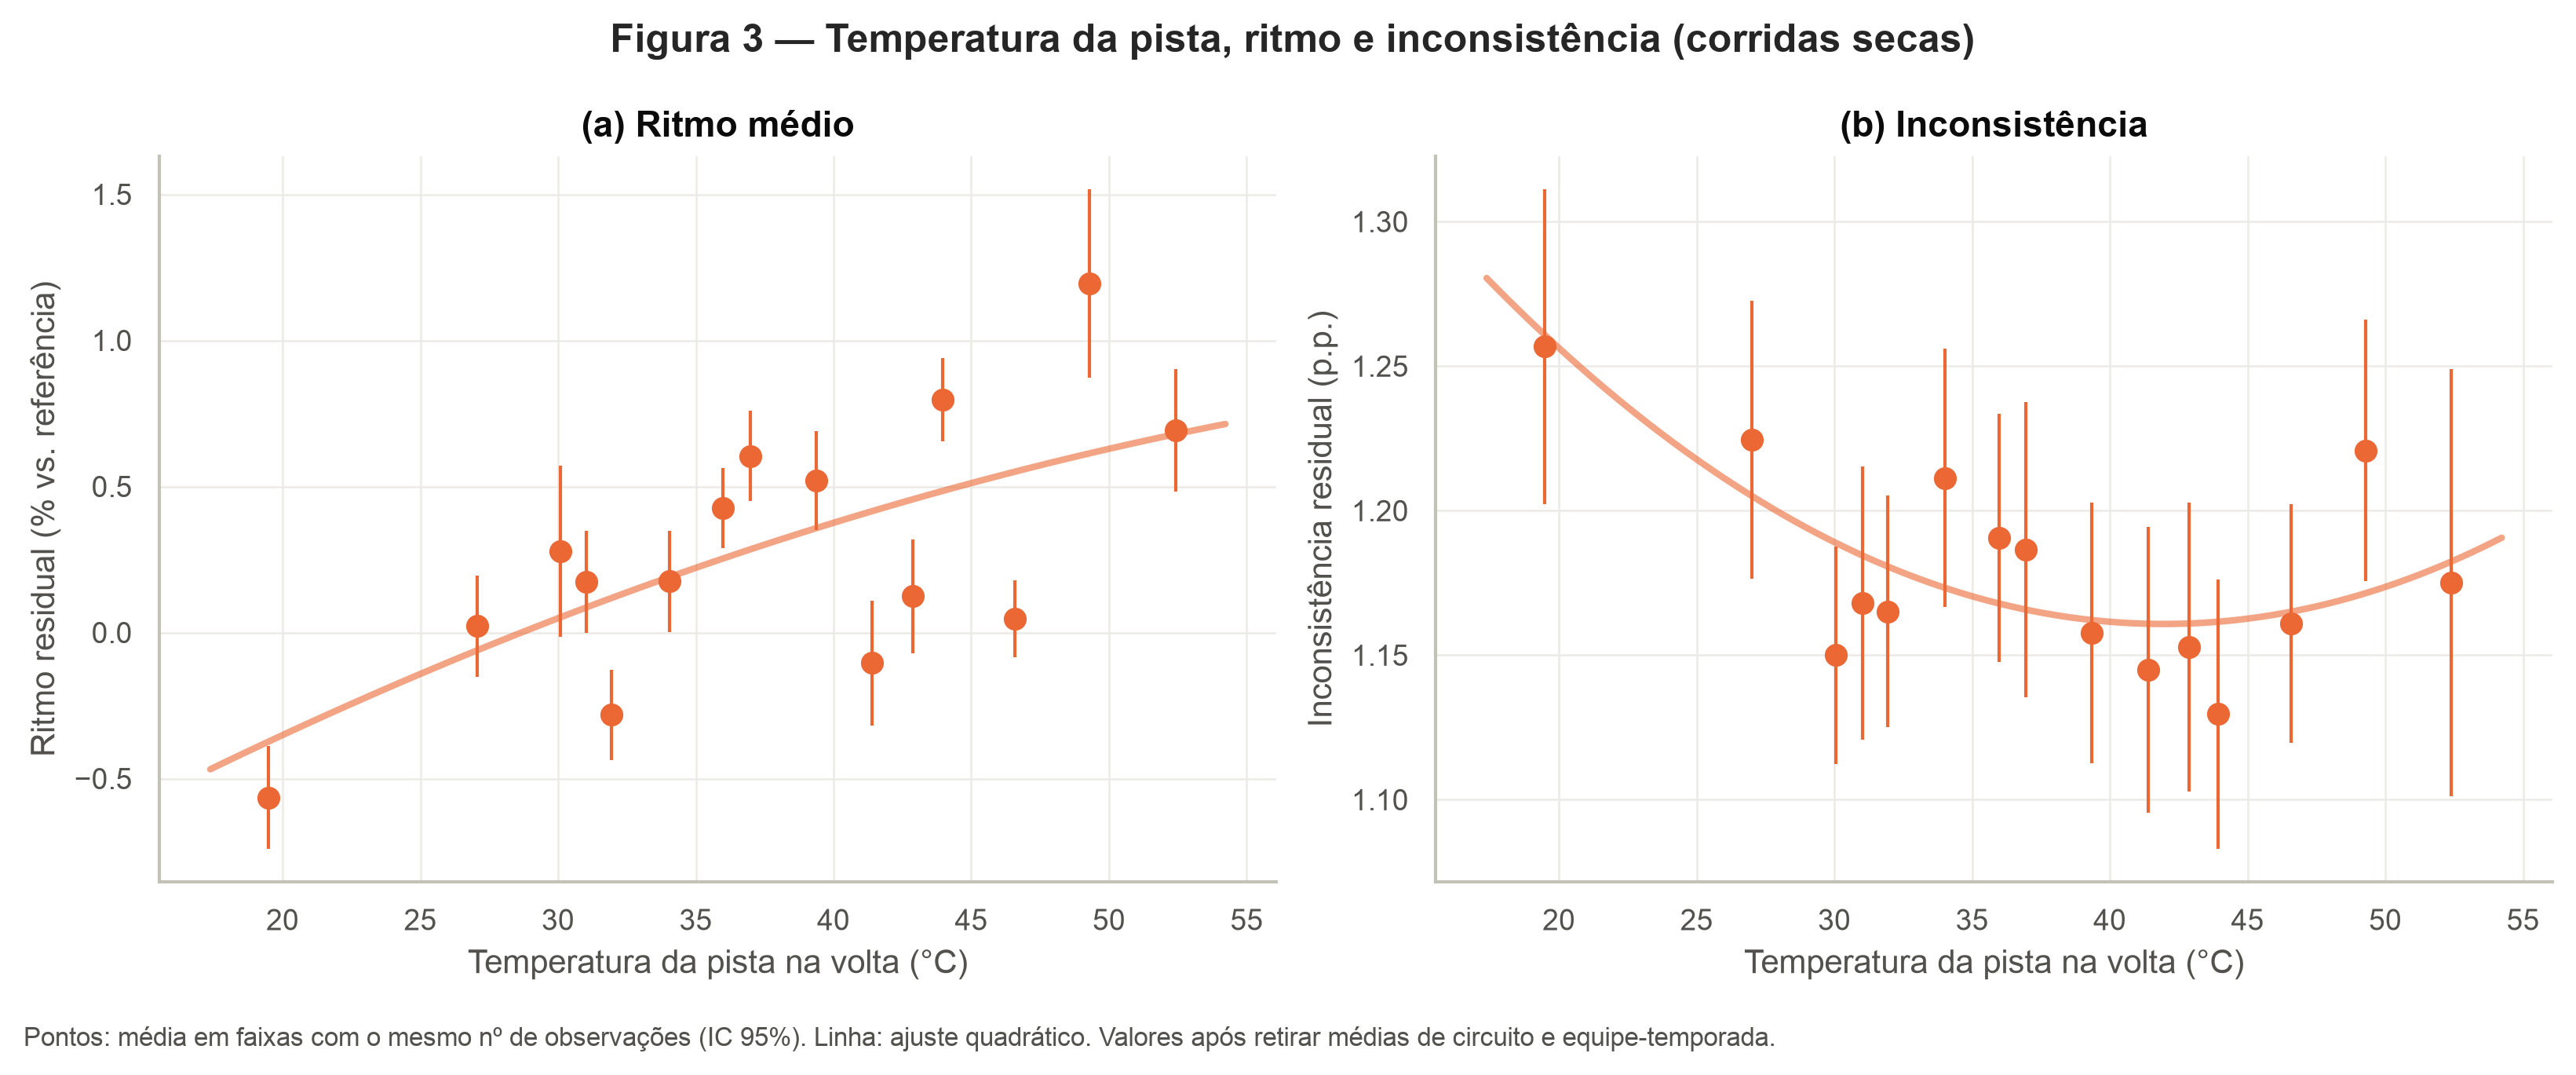 Figura 3 — Temperatura da pista, ritmo e inconsistência (corridas secas)
(a) Ritmo médio
Ritmo residual (% vs. referência)
1.5
1.0
0.5
0.0
−0.5
20 25 30 35 40 45 50 55
Temperatura da pista na volta (°C)
(b) Inconsistência
Inconsistência residual (p.p.)
1.30
1.25
1.20
1.15
1.10
20 25 30 35 40 45 50 55
Temperatura da pista na volta (°C)
Pontos: média em faixas com o mesmo nº de observações (IC 95%). Linha: ajuste quadrático. Valores após retirar médias de circuito e equipe-temporada.